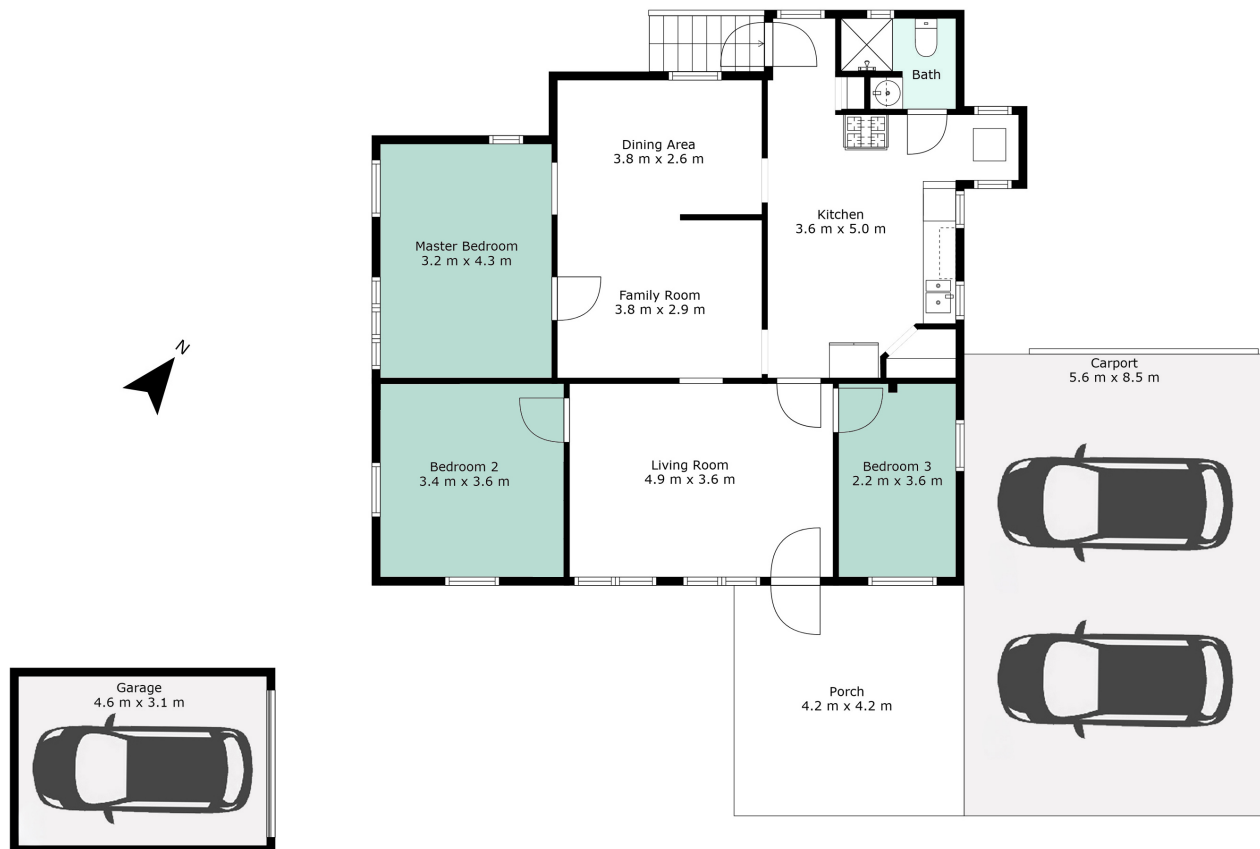 Bath
Dining Area
3.8 m x 2.6 m
Kitchen
3.6 m x 5.0 m
Master Bedroom
3.2 m x 4.3 m
Family Room
3.8 m x 2.9 m
N
Carport
5.6 m x 8.5 m
Bedroom 2
3.4 m x 3.6 m
Living Room
4.9 m x 3.6 m
Bedroom 3
2.2 m x 3.6 m
Garage
4.6 m x 3.1 m
Porch
4.2 m x 4.2 m